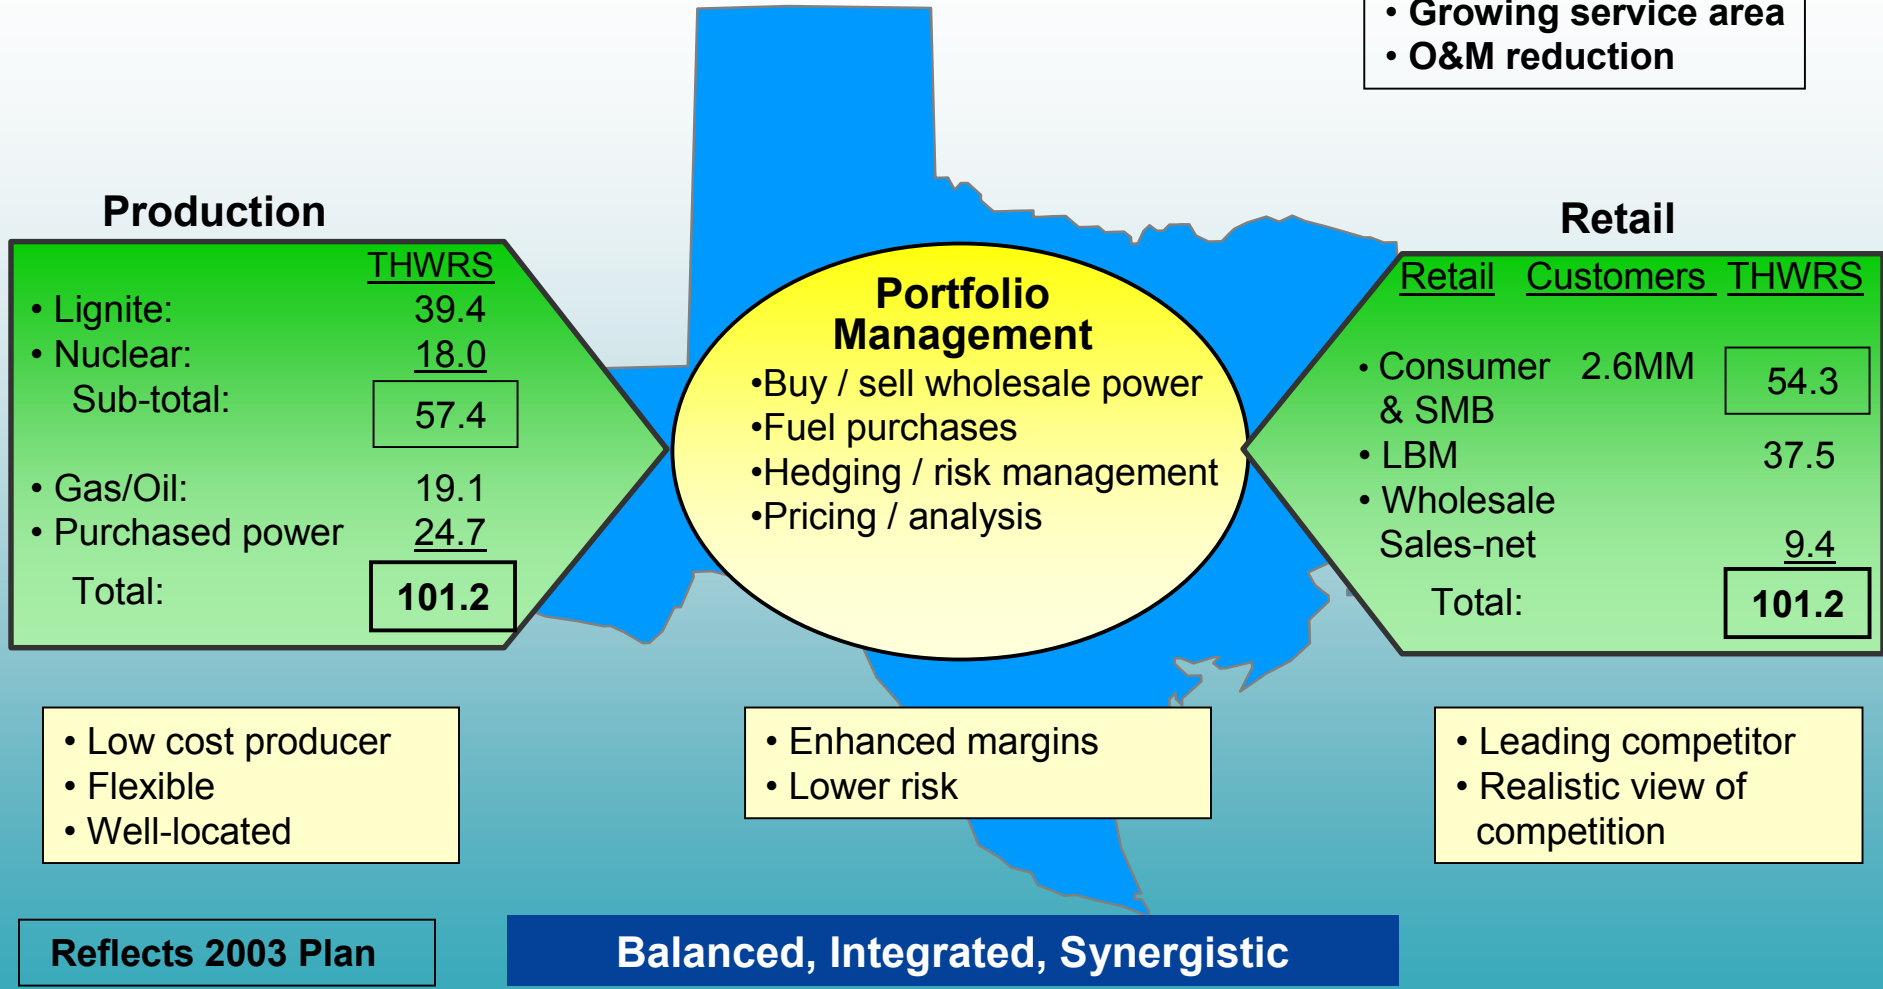 • Growing service area
• O&M reduction
Production
THWRS
• Lignite: 39.4
• Nuclear: 18.0
Sub-total: 57.4
• Gas/Oil: 19.1
• Purchased power 24.7
Total: 101.2
Portfolio
Management
•Buy / sell wholesale power
•Fuel purchases
•Hedging / risk management
•Pricing / analysis
Retail
Retail Customers THWRS
• Consumer 2.6MM 54.3
& SMB
• LBM 37.5
• Wholesale
Sales-net 9.4
Total: 101.2
• Low cost producer
• Flexible
• Well-located
• Enhanced margins
• Lower risk
• Leading competitor
• Realistic view of
competition
Reflects 2003 Plan
Balanced, Integrated, Synergistic